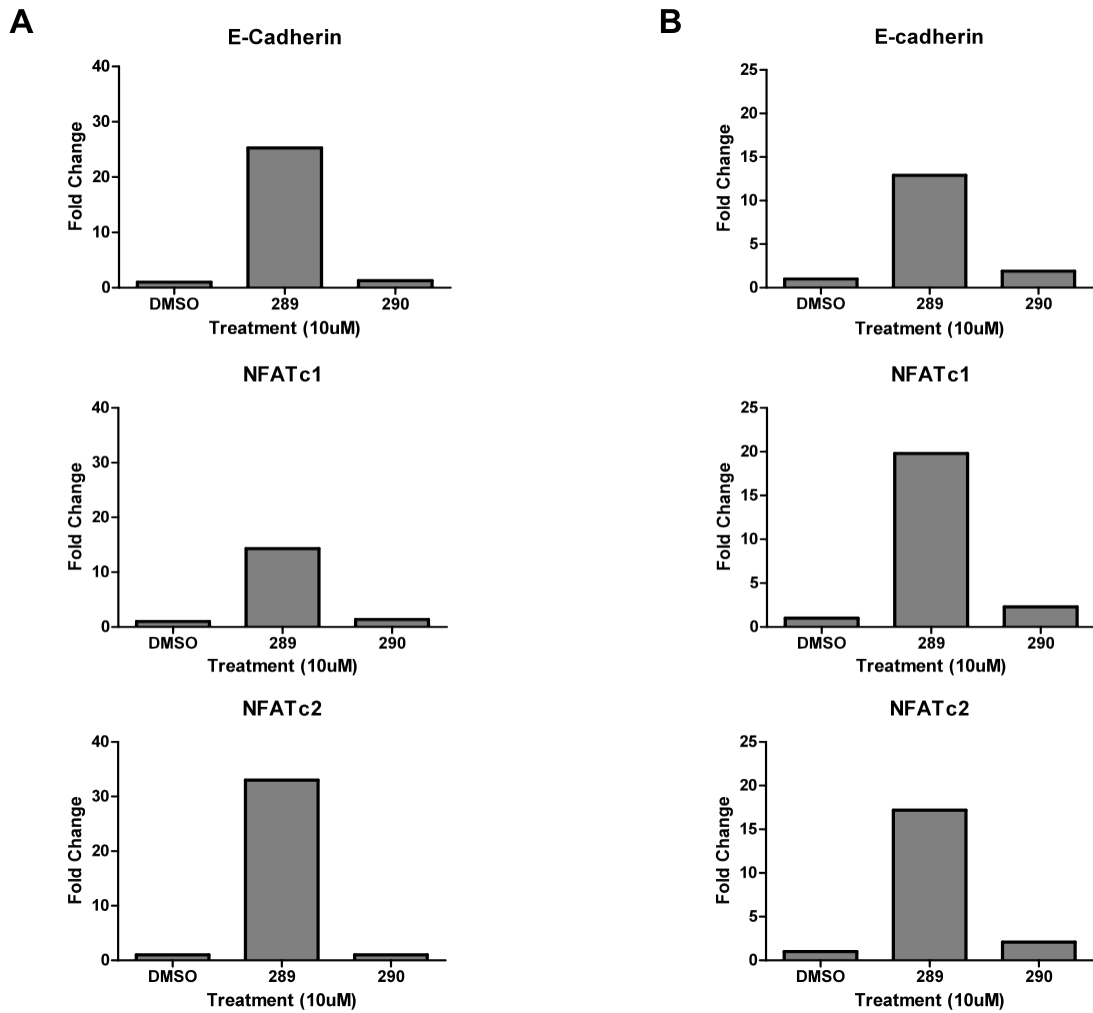 A
E-Cadherin
Fold Change
40
30
20
10
0
DMSO 289 290
Treatment (10uM)
NFATc1
Fold Change
40
30
20
10
0
DMSO 289 290
Treatment (10uM)
NFATc2
Fold Change
40
30
20
10
0
DMSO 289 290
Treatment (10uM)
B
E-cadherin
Fold Change
25
20
15
10
5
0
DMSO 289 290
Treatment (10uM)
NFATc1
Fold Change
25
20
15
10
5
0
DMSO 289 290
Treatment (10uM)
NFATc2
Fold Change
25
20
15
10
5
0
DMSO 289 290
Treatment (10uM)